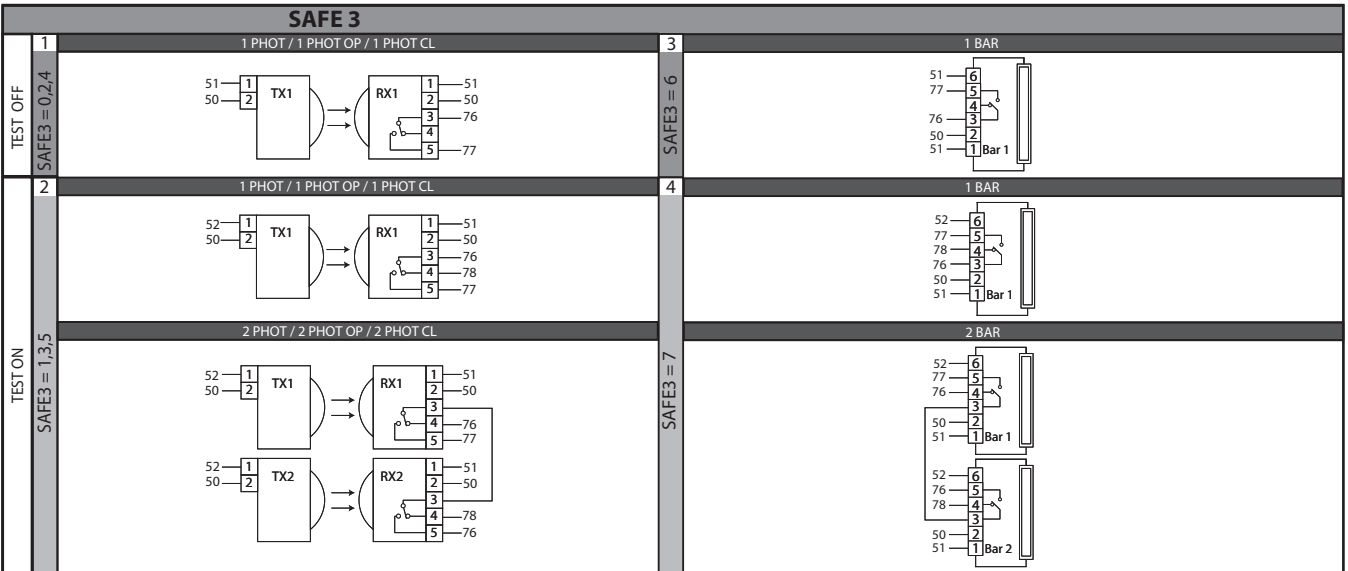 SAFE 3
TEST OFF
1
SAFE3 = 0,2,4
1 PHOT / 1 PHOT OP / 1 PHOT CL
51 1 TX1 RX1 1 51
50 2 2 50
3 76
4
5 77
3
SAFE3 = 6
1 BAR
51 6
77 5
4
76 3
50 2
51 1 Bar 1
TEST ON
2
SAFE3 = 1,3,5
1 PHOT / 1 PHOT OP / 1 PHOT CL
52 1 TX1 RX1 1 51
50 2 2 50
3 76
4 78
5 77
2 PHOT / 2 PHOT OP / 2 PHOT CL
52 1 TX1 RX1 1 51
50 2 2 50
3
4 76
5 77
52 1 TX2 RX2 1 51
50 2 2 50
3
4 78
5 76
4
SAFE3 = 7
1 BAR
52 6
77 5
78 4
76 3
50 2
51 1 Bar 1
2 BAR
52 6
77 5
76 4
3
50 2
51 1 Bar 1
52 6
76 5
78 4
3
50 2
51 1 Bar 2